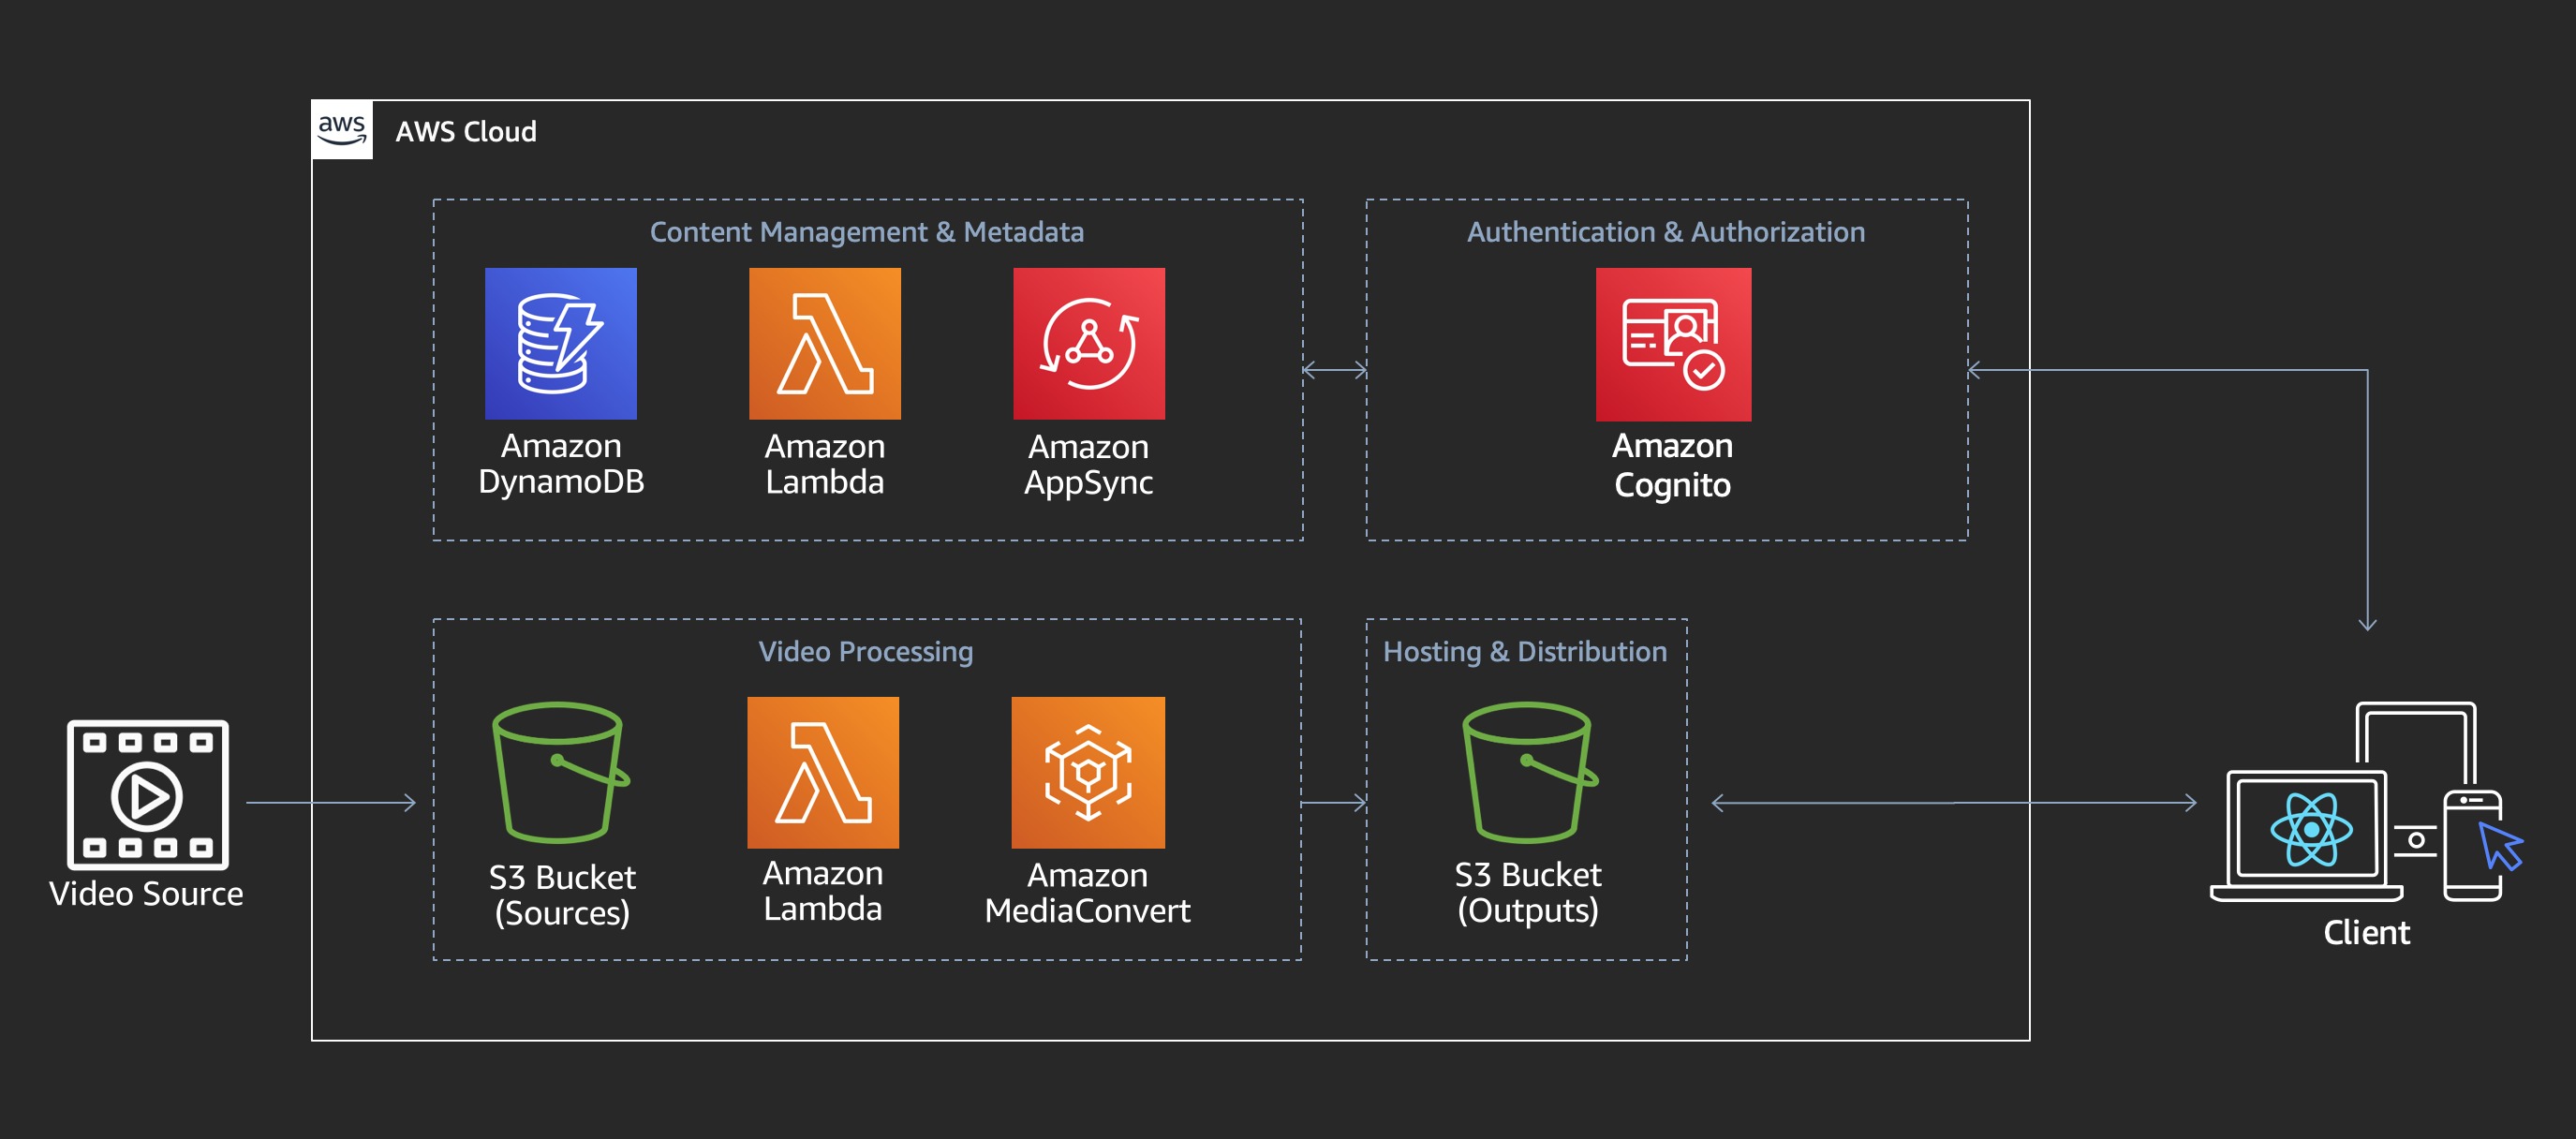 aws
AWS Cloud
Content Management & Metadata
Authentication & Authorization
Amazon
DynamoDB
Amazon
Lambda
Amazon
AppSync
Amazon
Cognito
Video Processing
Hosting & Distribution
Video Source
S3 Bucket
(Sources)
Amazon
Lambda
Amazon
MediaConvert
S3 Bucket
(Outputs)
Client